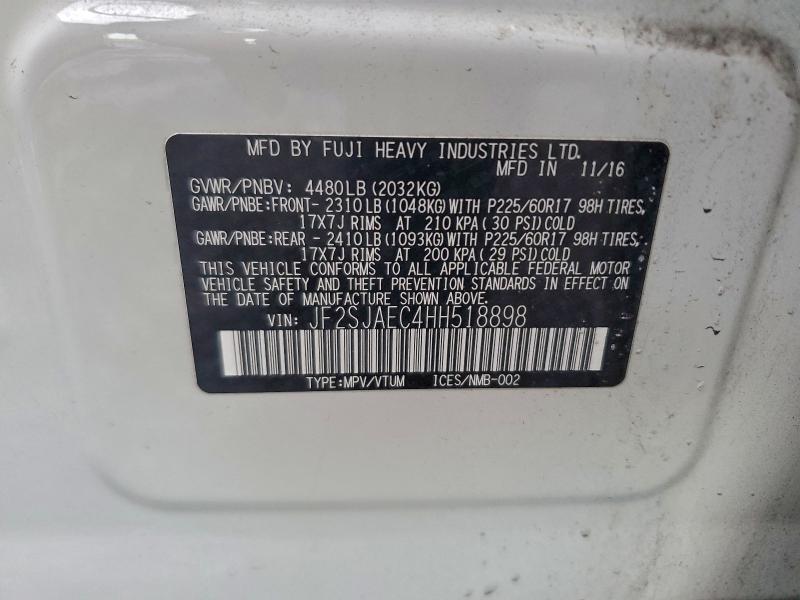 MFD BY FUJI HEAVY INDUSTRIES LTD.
MFD IN 11/16
GVWR/PNBV: 4480LB(2032KG)
GAWR/PNBE:FRONT- 2310LB(1048KG)WITH P225/60R17 98H TIRES,
17X7J RIMS AT 210 KPA(30 PSI)COLD
GAWR/PNBE:REAR - 2410LB(1093KG)WITH P225/60R17 98H TIRES,
17X7J RIMS AT 200 KPA(29 PSI)COLD
THIS VEHICLE CONFORMS TO ALL APPLICABLE FEDERAL MOTOR
VEHICLE SAFETY AND THEFT PREVENTION STANDARDS IN EFFECT ON
THE DATE OF MANUFACTURE SHOWN ABOVE.
VIN: JF2SJAEC4HH518898
TYPE:MPV/VTUM ICES/NMB-002